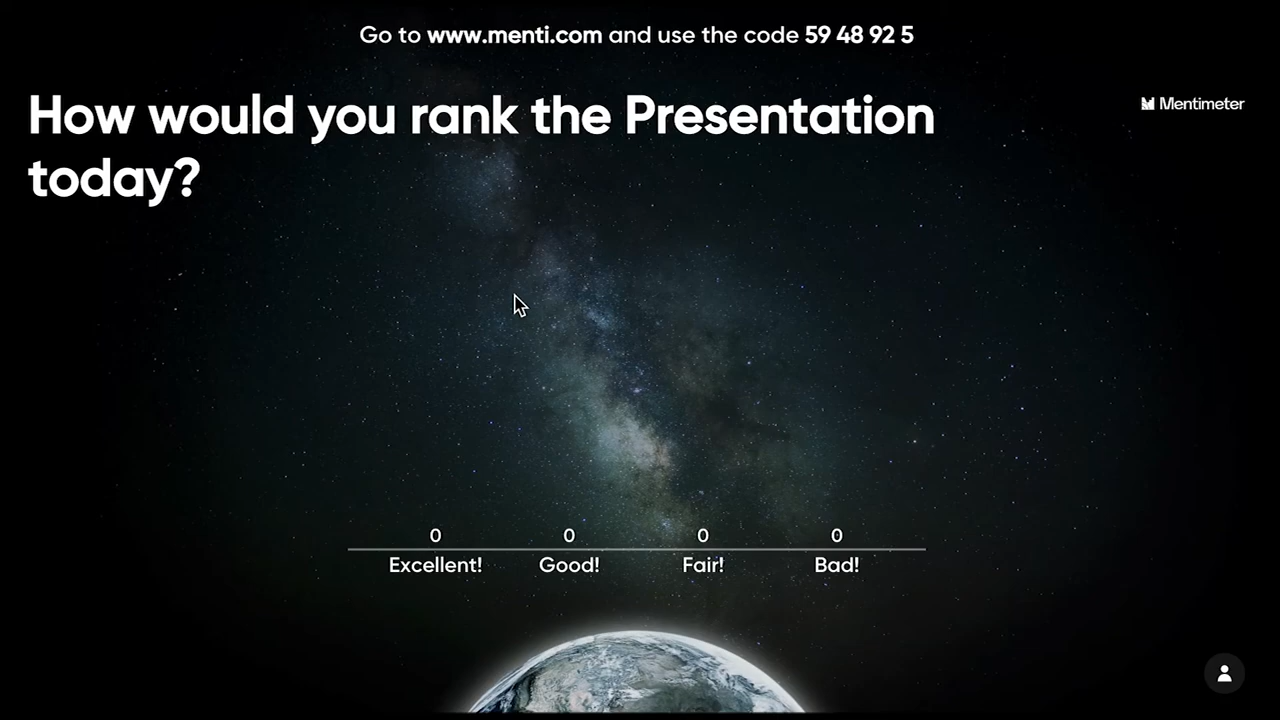 Go to www.menti.com and use the code 59 48 92 5
How would you rank the Presentation
today?
Mentimeter
0 0 0 0
Excellent! Good! Fair! Bad!